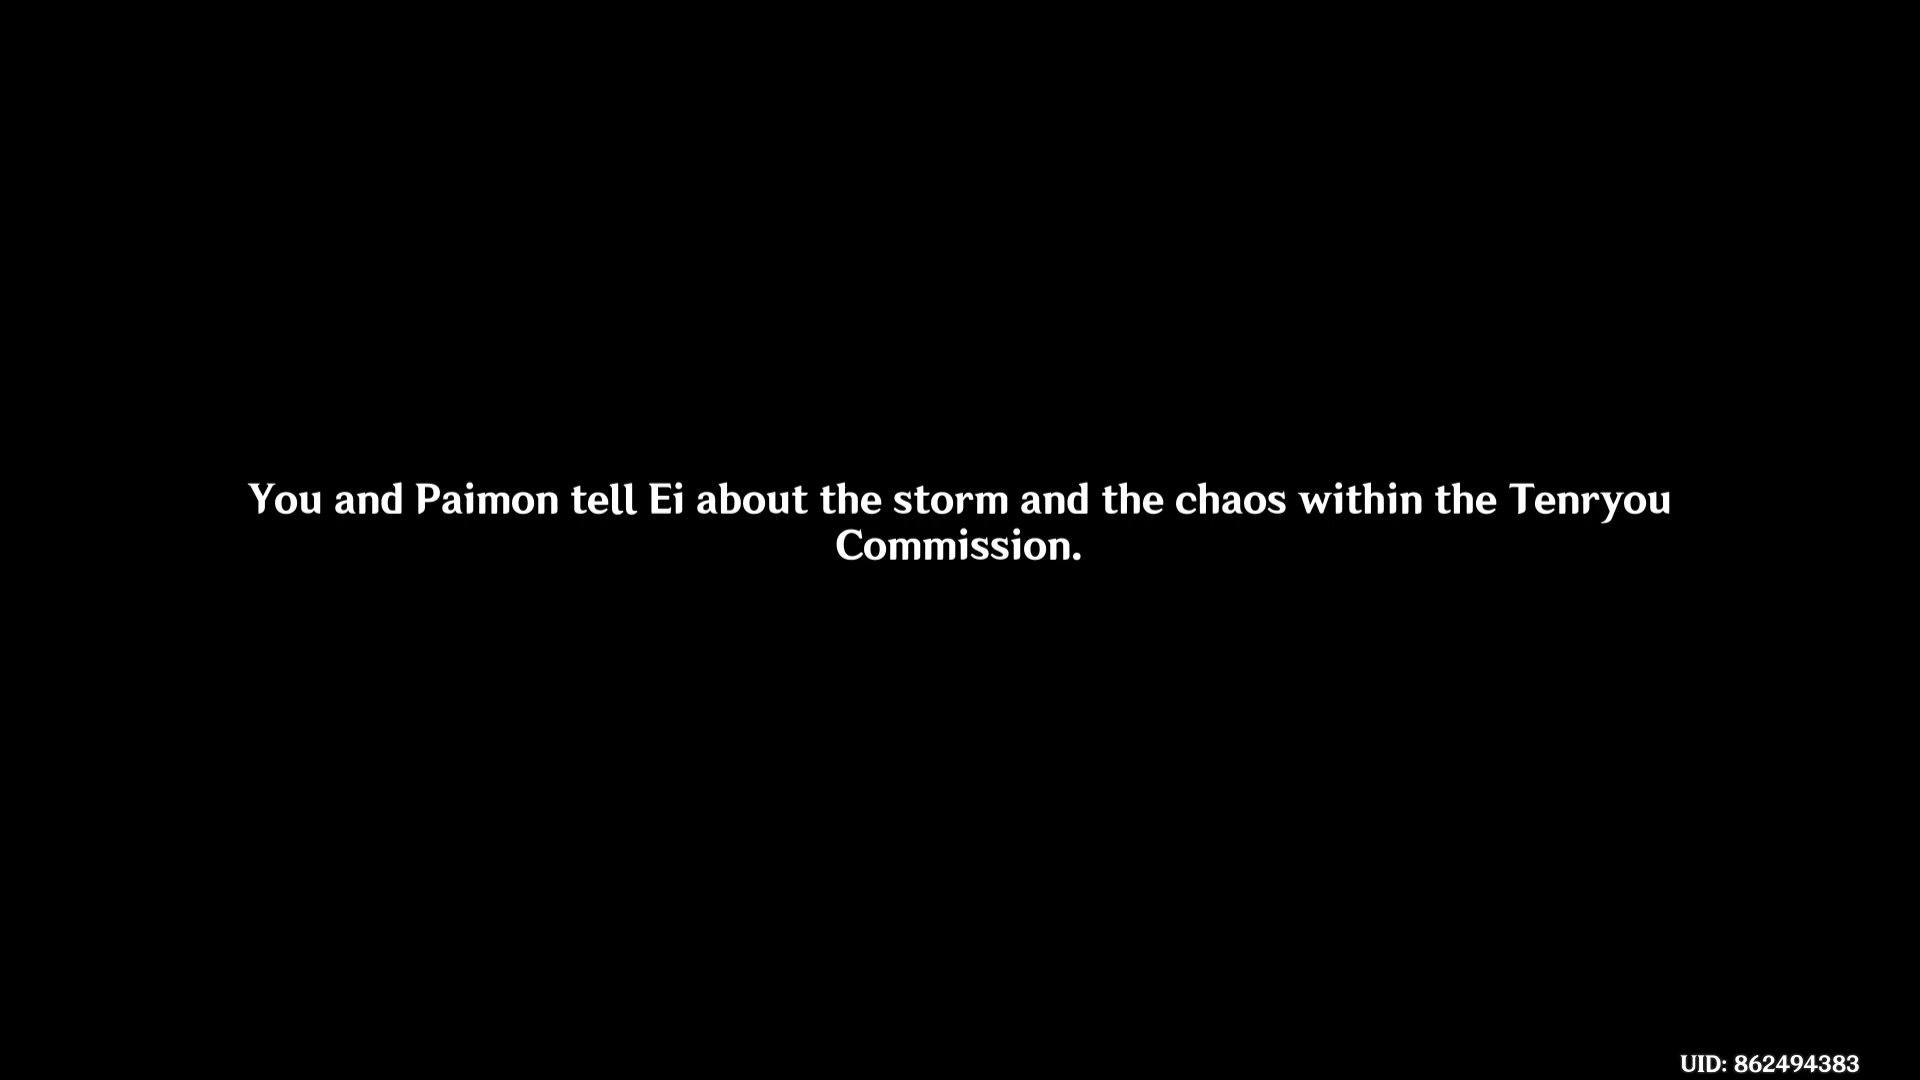 You and Paimon tell Ei about the storm and the chaos within the Tenryou
Commission.
UID: 862494383